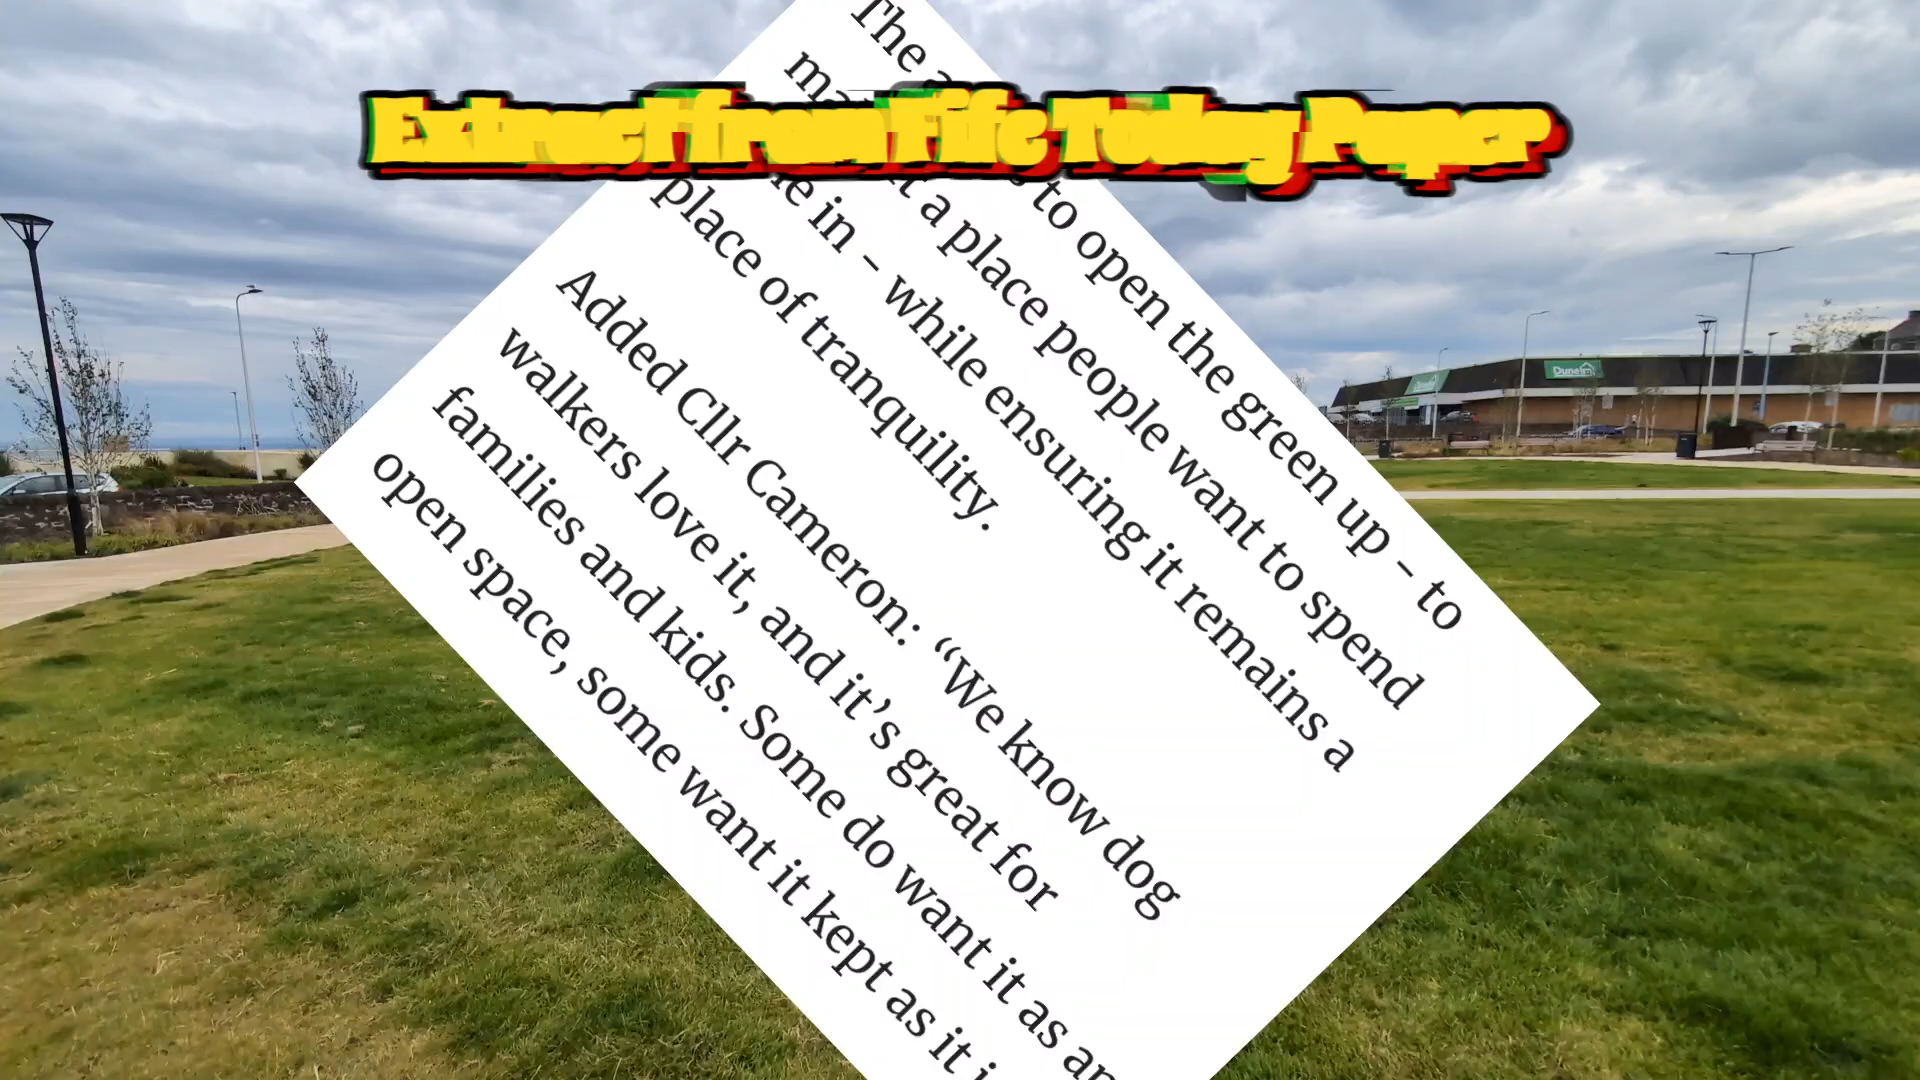 Extract from Fife Today Paper
The to open the green up – to
a place people want to spend
in – while ensuring it remains a
place of tranquility.
Added Cllr Cameron: “We know dog
walkers love it, and it’s great for
families and kids. Some do want it as an
open space, some want it kept as it
Dunelm